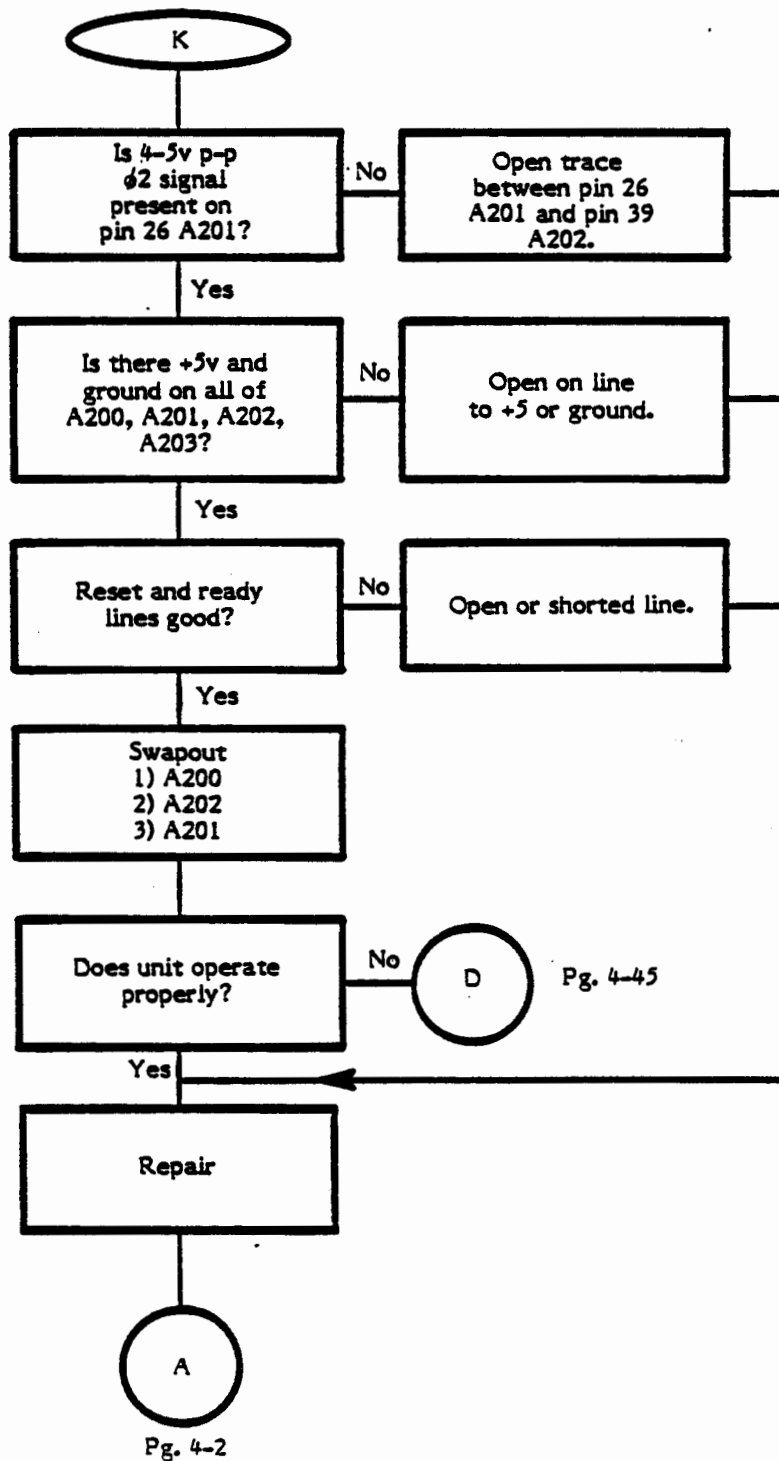 K
Is 4-5v p-p
ϕ2 signal
present on
pin 26 A201?
No
Open trace
between pin 26
A201 and pin 39
A202.
Yes
Is there +5v and
ground on all of
A200, A201, A202,
A203?
No
Open on line
to +5 or ground.
Yes
Reset and ready
lines good?
No
Open or shorted line.
Yes
Swapout
1) A200
2) A202
3) A201
Does unit operate
properly?
No
D
Pg. 4-45
Yes
Repair
A
Pg. 4-2